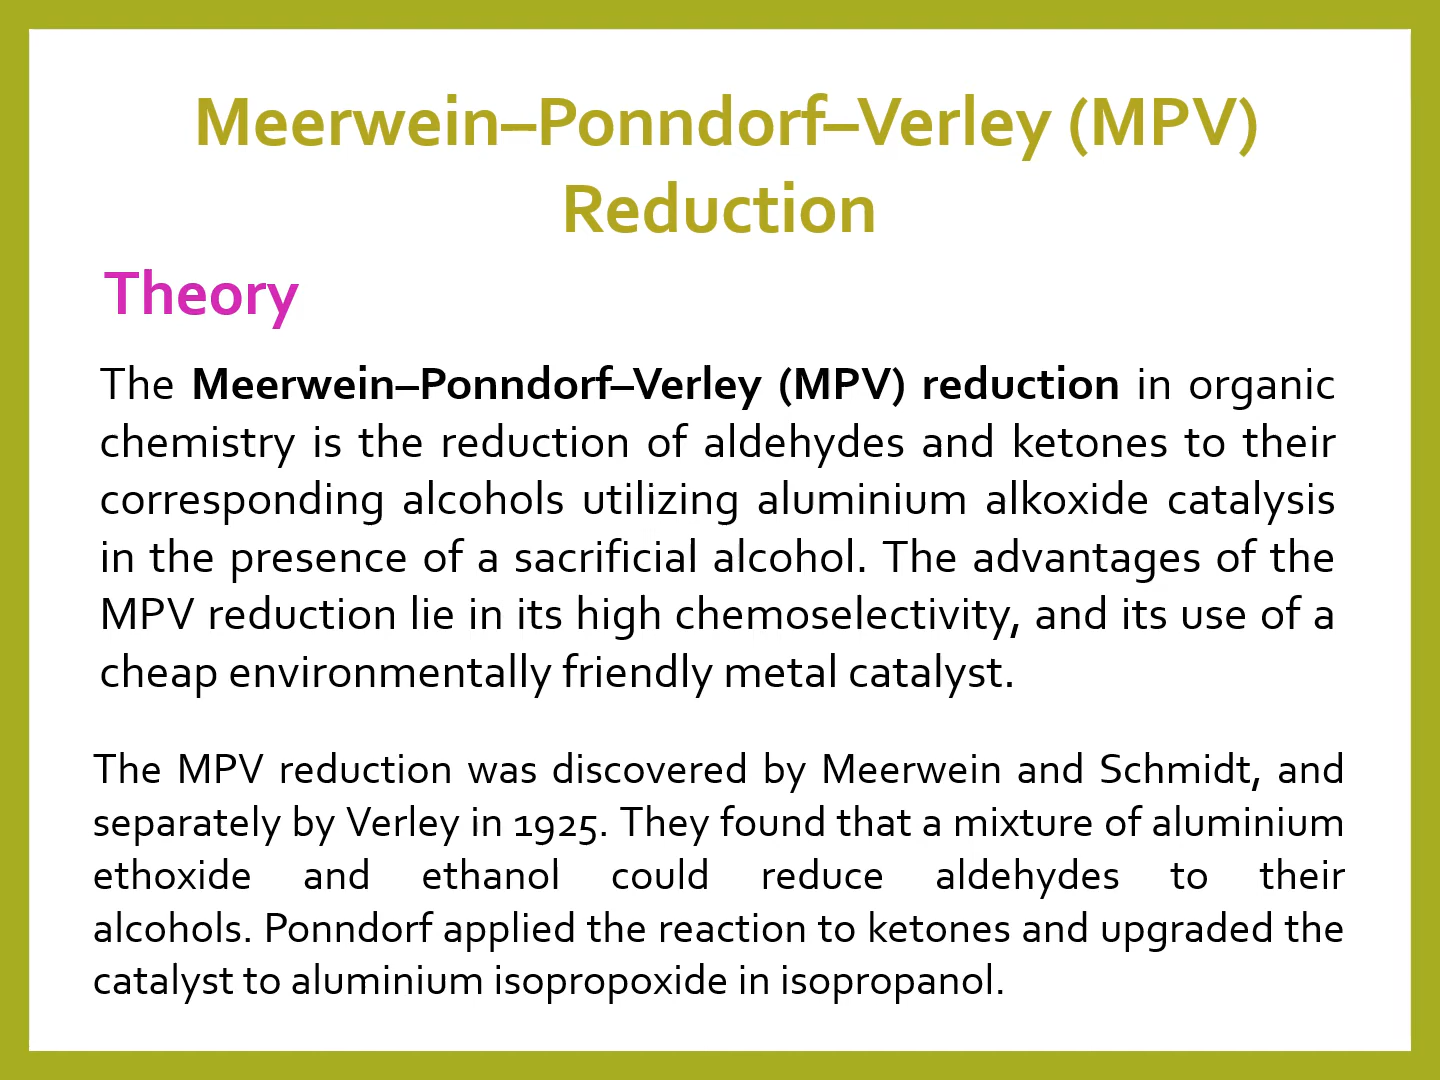 Meerwein–Ponndorf–Verley (MPV)
Reduction
Theory
The Meerwein–Ponndorf–Verley (MPV) reduction in organic
chemistry is the reduction of aldehydes and ketones to their
corresponding alcohols utilizing aluminium alkoxide catalysis
in the presence of a sacrificial alcohol. The advantages of the
MPV reduction lie in its high chemoselectivity, and its use of a
cheap environmentally friendly metal catalyst.
The MPV reduction was discovered by Meerwein and Schmidt, and
separately by Verley in 1925. They found that a mixture of aluminium
ethoxide and ethanol could reduce aldehydes to their
alcohols. Ponndorf applied the reaction to ketones and upgraded the
catalyst to aluminium isopropoxide in isopropanol.